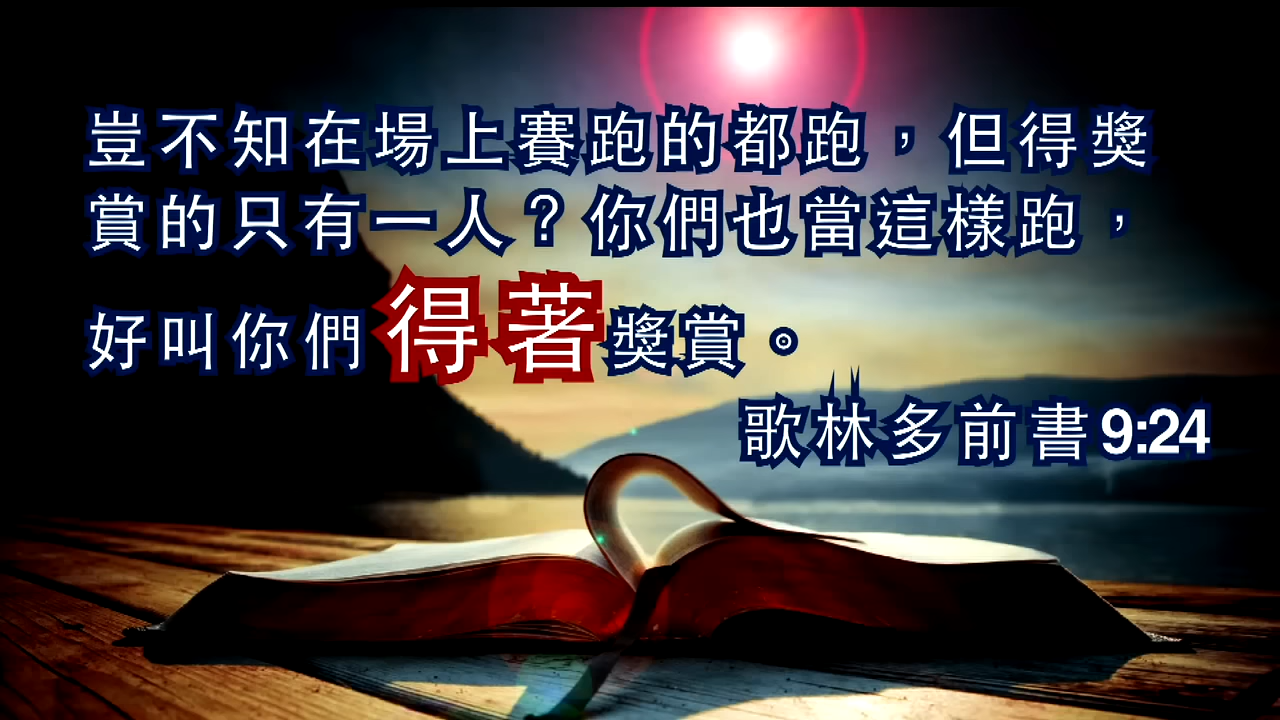 豈不知在場上賽跑的都跑，但得獎
賞的只有一人？你們也當這樣跑，
好叫你們得著獎賞。
歌林多前書9:24